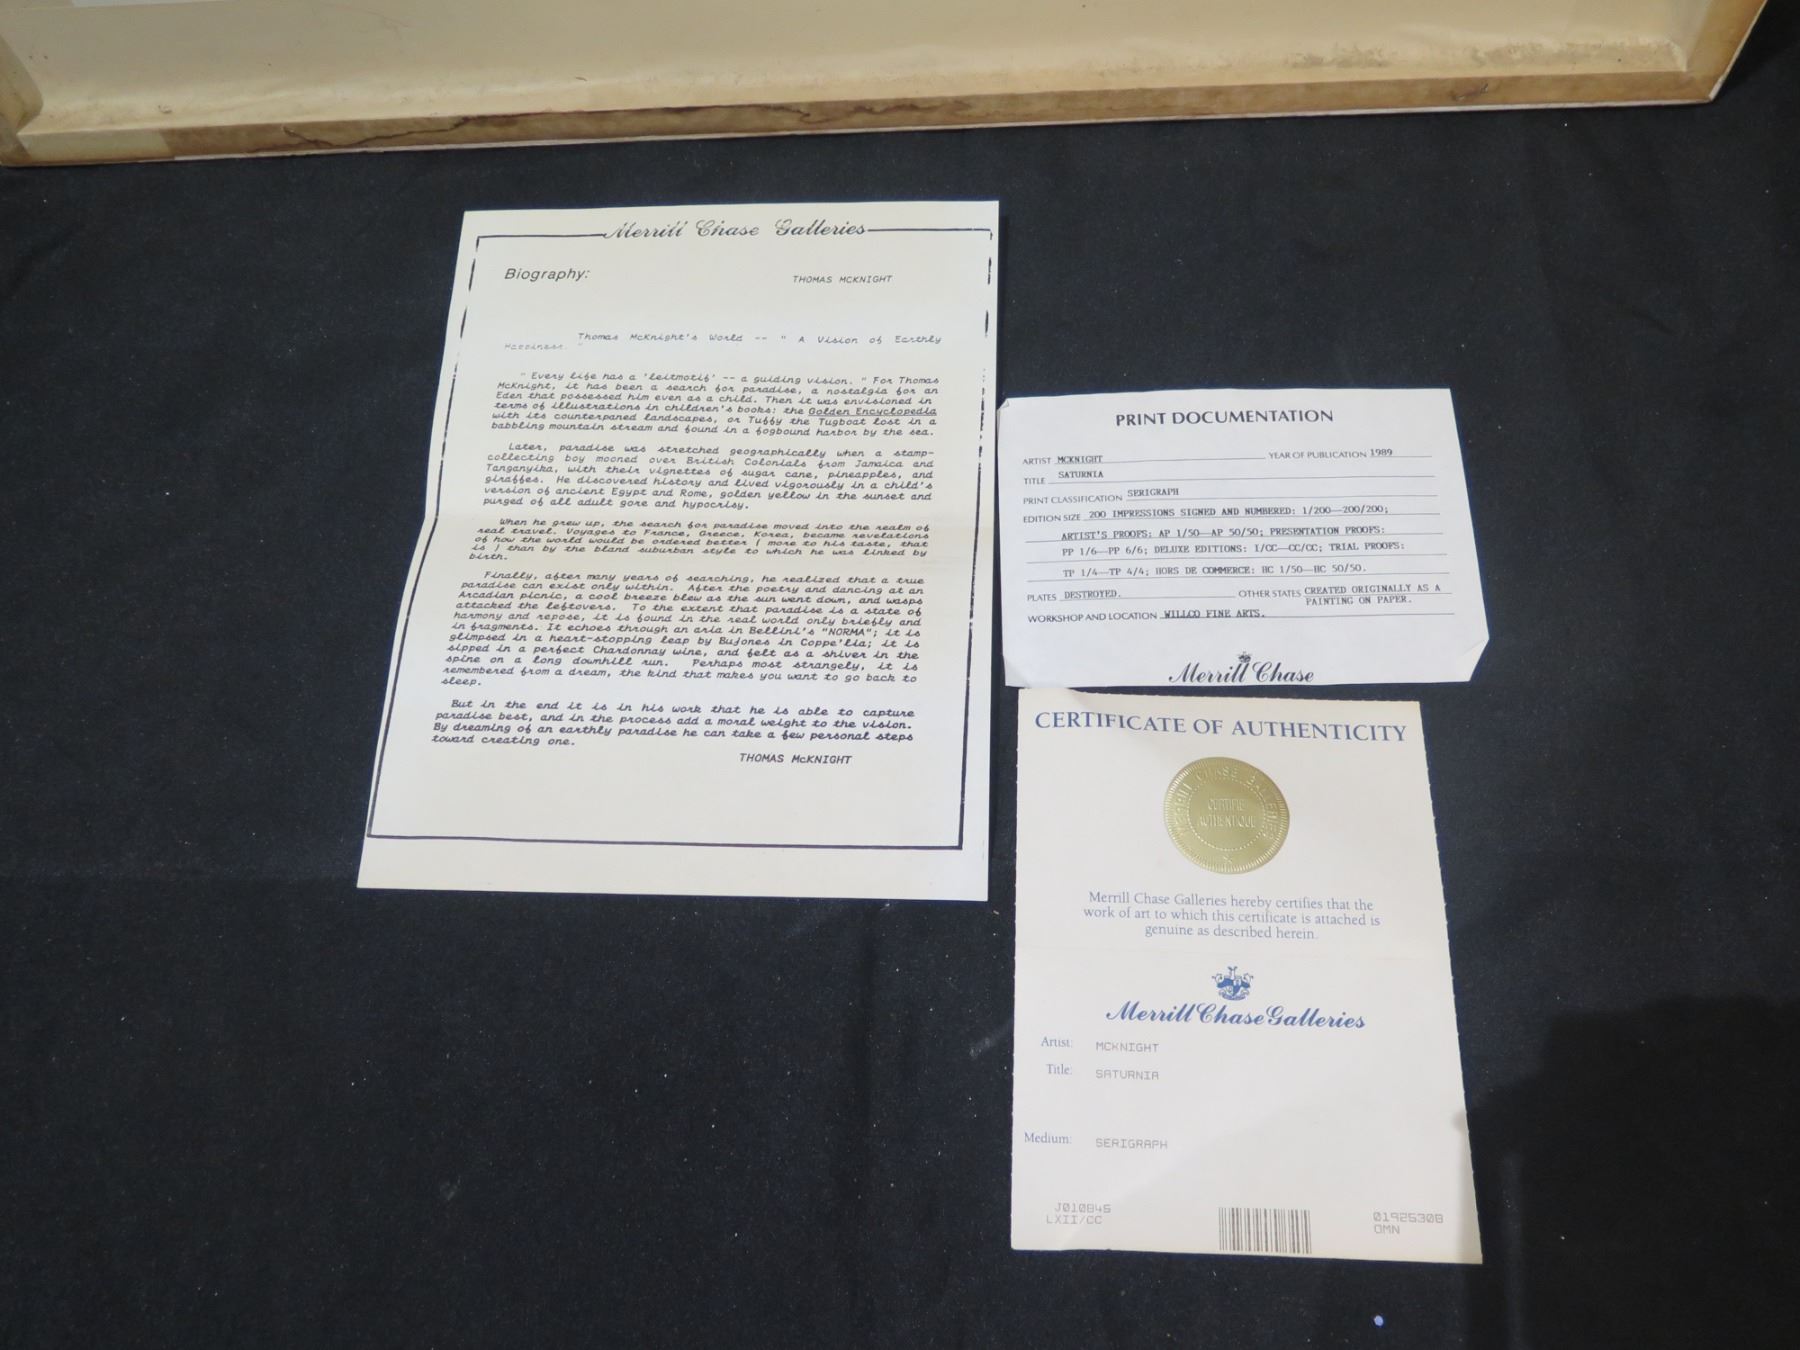 Merrill Chase Galleries
Biography:
THOMAS MCKNIGHT
Thomas McKnight's World -- " A Vision of Earthly
Happiness. "
" Every life has a 'leitmotif' -- a guiding vision. " For Thomas
McKnight, it has been a search for paradise, a nostalgia for an
Eden that possessed him even as a child. Then it was envisioned in
terms of illustrations in children's books: the Golden Encyclopedia
with its counterpaned landscapes, or Tubby the Tugboat lost in a
babbling mountain stream and found in a fogbound harbor by the sea.
Later, paradise was stretched geographically when a stamp-
collecting boy mooned over British Colonials from Jamaica and
Tanganyika, with their vignettes of sugar cane, pineapples, and
giraffes. He discovered history and lived vigorously in a child's
version of ancient Egypt and Rome, golden yellow in the sunset and
purged of all adult gore and hypocrisy.
When he grew up, the search for paradise moved into the realm of
real travel. Voyages to France, Greece, Korea, became revelations
of how the world would be ordered better ( more to his taste, that
is ) than by the bland suburban style to which he was linked by
birth.
Finally, after many years of searching, he realized that a true
paradise can exist only within. After the poetry and dancing at an
Arcadian picnic, a cool breeze blew as the sun went down, and wasps
attacked the leftovers. To the extent that paradise is a state of
harmony and repose, it is found in the real world only briefly and
in fragments. It echoes through an aria in Bellini's "NORMA"; it is
glimpsed in a heart-stopping leap by Bujones in Coppe'lia; it is
sipped in a perfect Chardonnay wine, and felt as a shiver in the
spine on a long downhill run. Perhaps most strangely, it is
remembered from a dream, the kind that makes you want to go back to
sleep.
But in the end it is in his work that he is able to capture
paradise best, and in the process add a moral weight to the vision.
By dreaming of an earthly paradise he can take a few personal steps
toward creating one.
THOMAS McKNIGHT
PRINT DOCUMENTATION
ARTIST MCKNIGHT YEAR OF PUBLICATION 1989
TITLE SATURNIA
PRINT CLASSIFICATION SERIGRAPH
EDITION SIZE 200 IMPRESSIONS SIGNED AND NUMBERED: 1/200—200/200;
ARTIST'S PROOFS: AP 1/50—AP 50/50; PRESENTATION PROOFS:
PP 1/6—PP 6/6; DELUXE EDITIONS: I/CC—CC/CC; TRIAL PROOFS:
TP 1/4—TP 4/4; HORS DE COMMERCE: HC 1/50—HC 50/50.
PLATES DESTROYED. OTHER STATES CREATED ORIGINALLY AS A
PAINTING ON PAPER.
WORKSHOP AND LOCATION WILLCO FINE ARTS.
Merrill Chase
CERTIFICATE OF AUTHENTICITY
MERRILL CHASE GALLERIES
CERTIFIE
AUTHENTIQUE
Merrill Chase Galleries hereby certifies that the
work of art to which this certificate is attached is
genuine as described herein.
Merrill Chase Galleries
Artist: MCKNIGHT
Title: SATURNIA
Medium: SERIGRAPH
J010845
LXII/CC
01925308
OMN